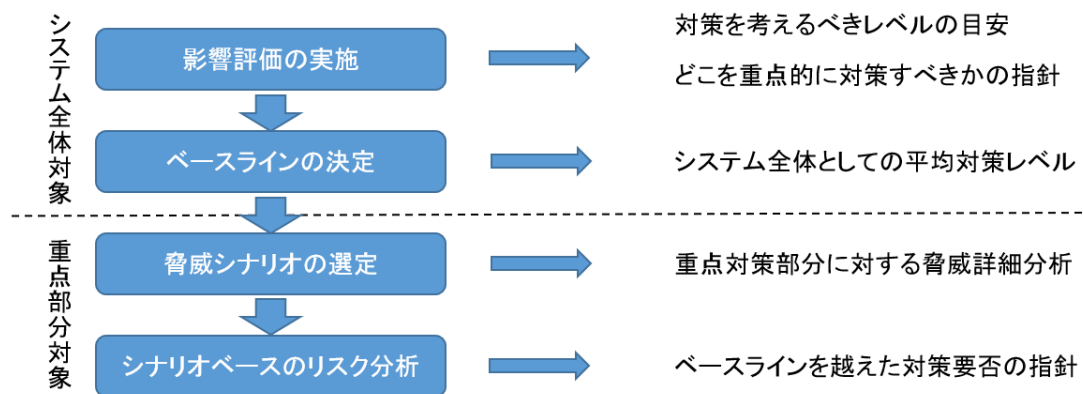 システム全体対象
影響評価の実施
対策を考えるべきレベルの目安
どこを重点的に対策すべきかの指針
ベースラインの決定
システム全体としての平均対策レベル
重点部分対象
脅威シナリオの選定
重点対策部分に対する脅威詳細分析
シナリオベースのリスク分析
ベースラインを越えた対策要否の指針